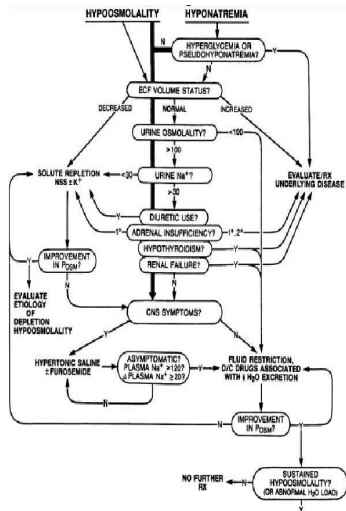 HYPOOSMOLALITY
HYPONATREMIA
HYPERGLYCEMIA OR
PSEUDOHYPONATREMIA?
N
Y
N
ECF VOLUME STATUS?
DECREASED
NORMAL
INCREASED
URINE OSMOLALITY?
<100
>100
SOLUTE REPLETION
NSS ± K⁺
<30
URINE Na⁺?
EVALUATE/RX
UNDERLYING DISEASE
>30
Y
DIURETIC USE?
1°
ADRENAL INSUFFICIENCY?
1°, 2°
HYPOTHYROIDISM?
Y
RENAL FAILURE?
Y
Y
IMPROVEMENT
IN POSM?
N
N
EVALUATE
ETIOLOGY
OF
DEPLETION
HYPOOSMOLALITY
CNS SYMPTOMS?
Y
N
HYPERTONIC SALINE
± FUROSEMIDE
ASYMPTOMATIC?
PLASMA Na⁺ >120?
Δ PLASMA Na⁺ ≥ 20?
Y
FLUID RESTRICTION,
D/C DRUGS ASSOCIATED
WITH ↓ H₂O EXCRETION
N
N
IMPROVEMENT
IN POSM?
Y
NO FURTHER
RX
N
SUSTAINED
HYPOOSMOLALITY?
(OR ABNORMAL H₂O LOAD)